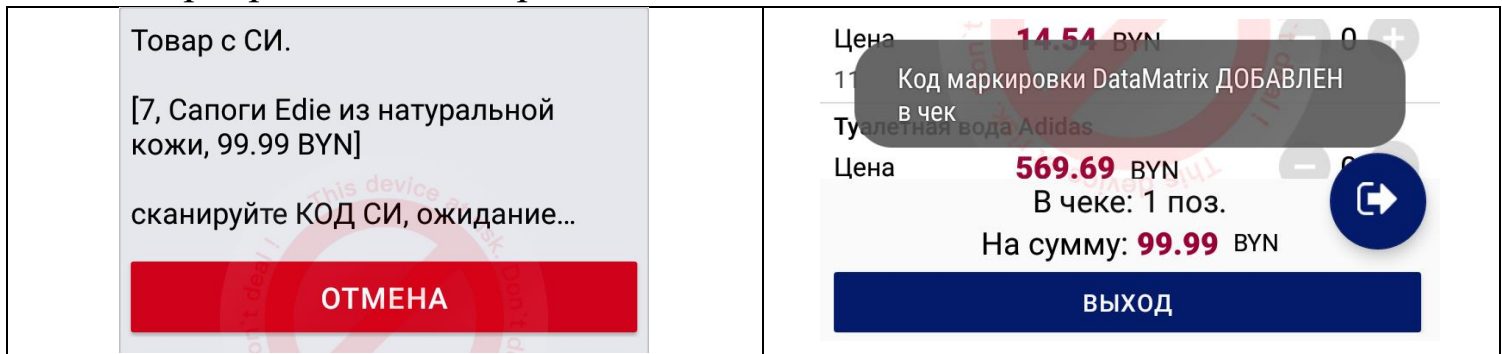 Товар с СИ.
[7, Сапоги Edie из натуральной
кожи, 99.99 BYN]
сканируйте КОД СИ, ожидание...
ОТМЕНА
Цена 14.54 BYN 0 +
11
Код маркировки DataMatrix ДОБАВЛЕН
в чек
Туалетная вода Adidas
Цена 569.69 BYN
В чеке: 1 поз.
На сумму: 99.99 BYN
ВЫХОД